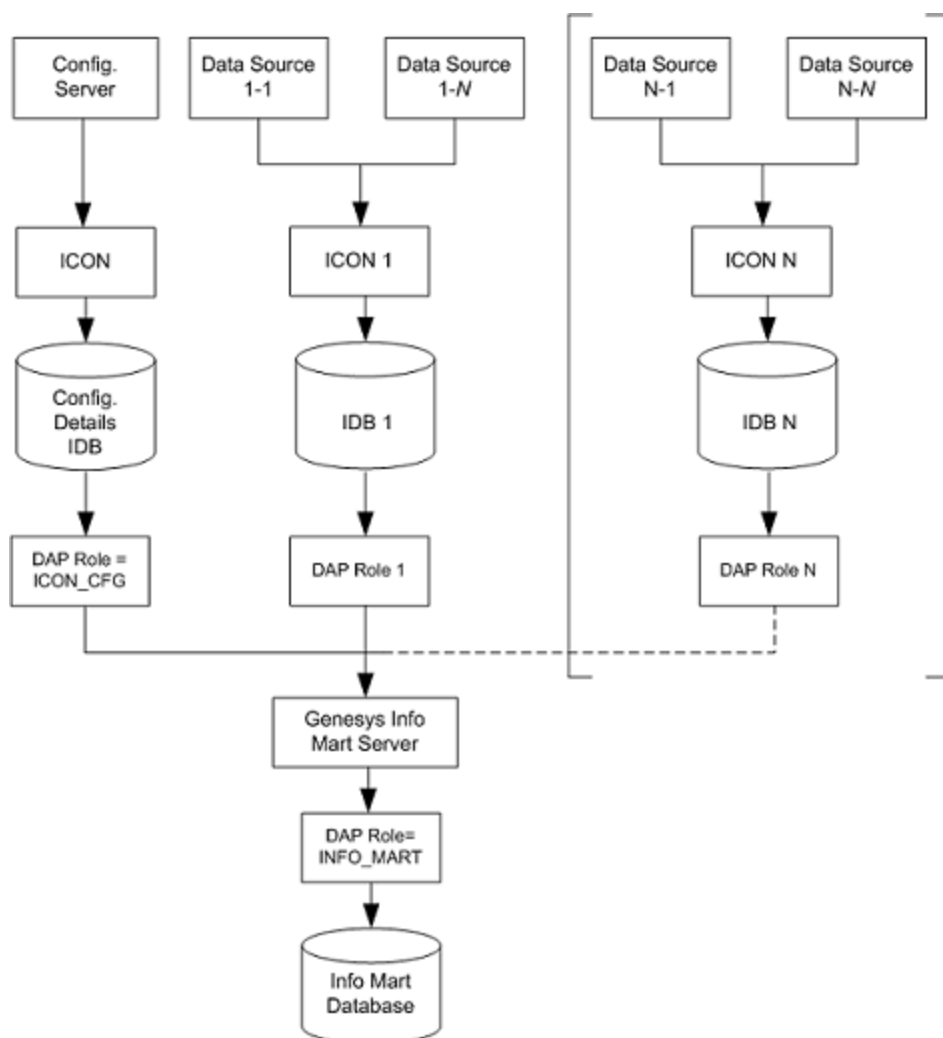 Config.
Server
Data Source
1-1
Data Source
1-N
Data Source
N-1
Data Source
N-N
ICON
ICON 1
ICON N
Config.
Details
IDB
IDB 1
IDB N
DAP Role =
ICON_CFG
DAP Role 1
DAP Role N
Genesys Info
Mart Server
DAP Role=
INFO_MART
Info Mart
Database